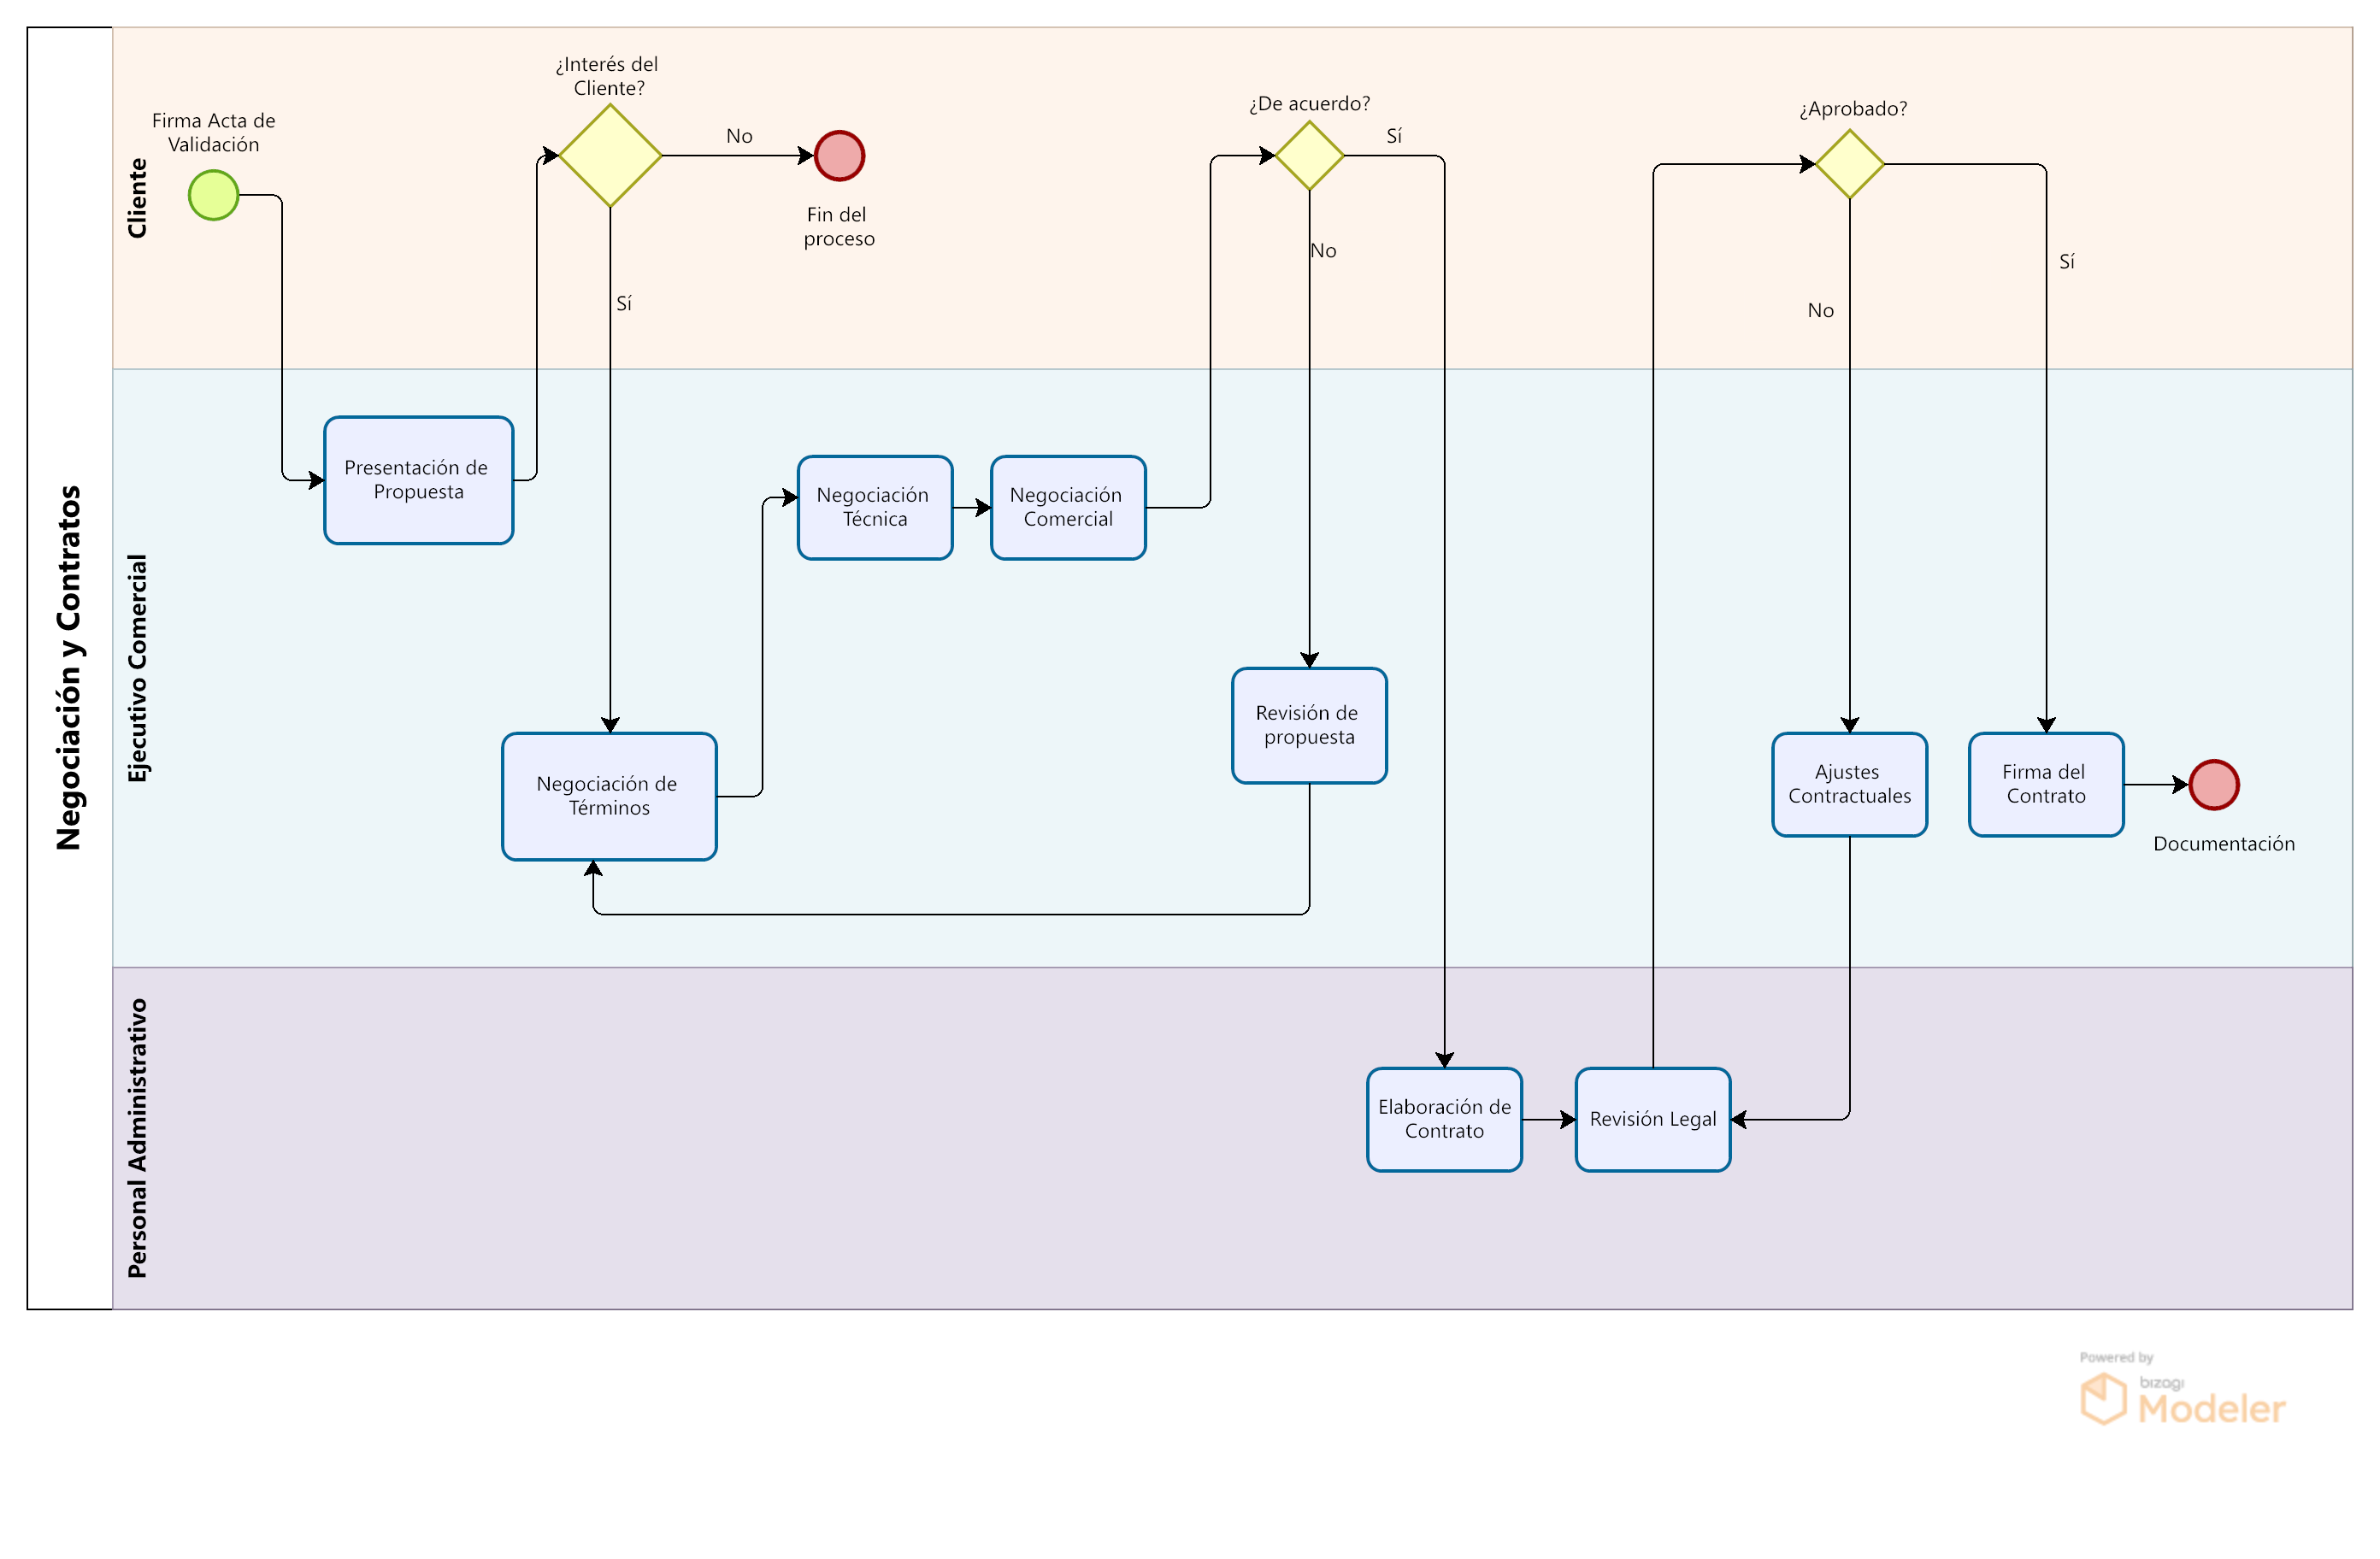 Negociación y Contratos
Cliente
Firma Acta de
Validación
¿Interés del
Cliente?
No
Fin del
proceso
Sí
¿De acuerdo?
Sí
No
¿Aprobado?
No
Sí
Ejecutivo Comercial
Presentación de
Propuesta
Negociación
Técnica
Negociación
Comercial
Negociación de
Términos
Revisión de
propuesta
Ajustes
Contractuales
Firma del
Contrato
Documentación
Personal Administrativo
Elaboración de
Contrato
Revisión Legal
Powered by
bizagi
Modeler